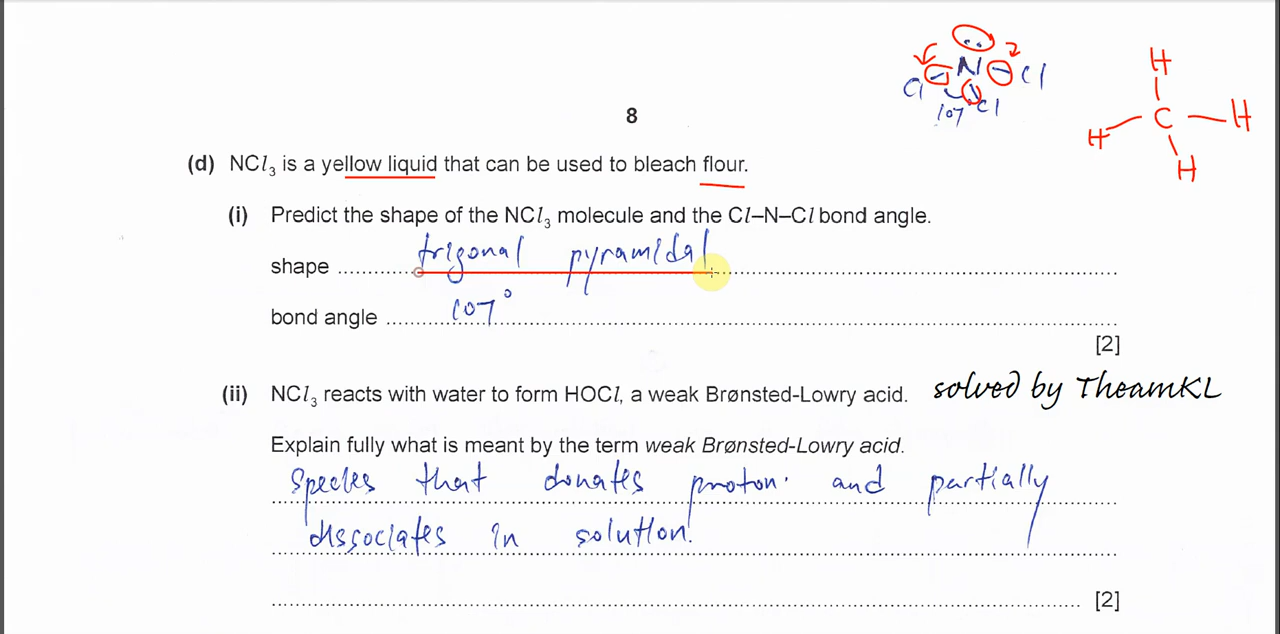 N Cl
Cl
107 Cl
H
C H
H
H
8
(d) NCl₃ is a yellow liquid that can be used to bleach flour.
(i) Predict the shape of the NCl₃ molecule and the Cl–N–Cl bond angle.
shape .......... trigonal pyramidal ..........
bond angle .......... 107° ..........
[2]
(ii) NCl₃ reacts with water to form HOCl, a weak Brønsted-Lowry acid. solved by TheamKL
Explain fully what is meant by the term weak Brønsted-Lowry acid.
Species that donates proton. and partially
dissociates in solution.
[2]